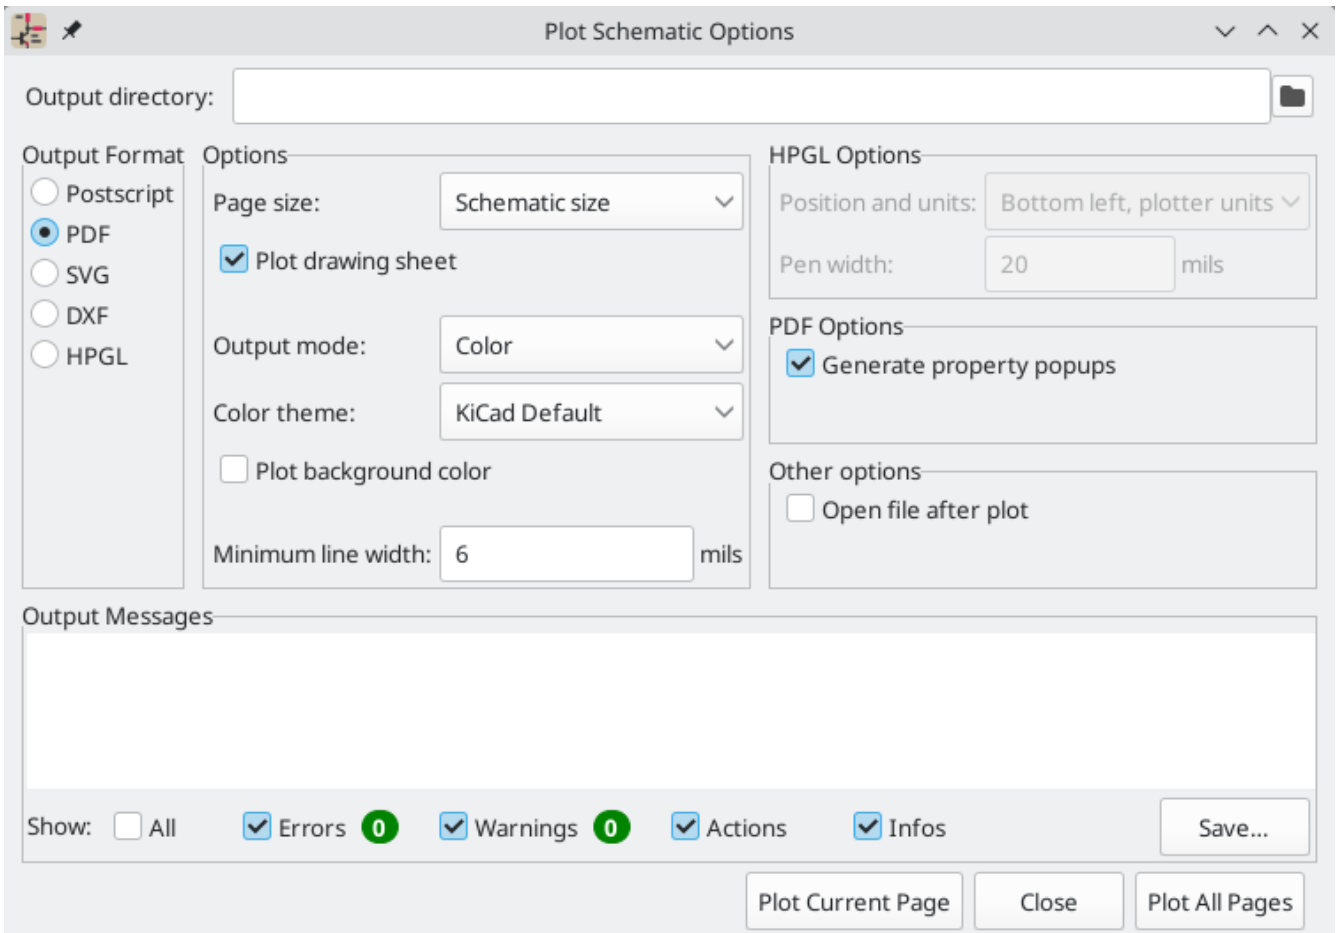 Plot Schematic Options
Output directory:
Output Format
Postscript
PDF
SVG
DXF
HPGL
Options
Page size: Schematic size
Plot drawing sheet
Output mode: Color
Color theme: KiCad Default
Plot background color
Minimum line width: 6 mils
HPGL Options
Position and units: Bottom left, plotter units
Pen width: 20 mils
PDF Options
Generate property popups
Other options
Open file after plot
Output Messages
Show: All Errors 0 Warnings 0 Actions Infos Save...
Plot Current Page Close Plot All Pages